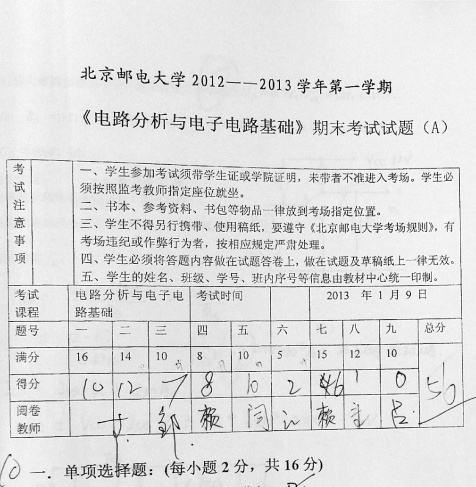 北京邮电大学2012——2013学年第一学期
《电路分析与电子电路基础》期末考试试题（A）
考试注意事项
一、学生参加考试须带学生证或学院证明，未带者不准进入考场。学生必
须按照监考教师指定座位就坐。
二、书本、参考资料、书包等物品一律放到考场指定位置。
三、学生不得另行携带、使用稿纸，要遵守《北京邮电大学考场规则》，有
考场违纪或作弊行为者，按相应规定严肃处理。
四、学生必须将答题内容做在试题答卷上，做在试题及草稿纸上一律无效。
五、学生的姓名、班级、学号、班内序号等信息由教材中心统一印制。
考试课程 电路分析与电子电路基础 考试时间 2013 年 1 月 9 日
题号 一 二 三 四 五 六 七 八 九 总分
满分 16 14 10 8 10 5 15 12 10
得分 10 12 7 8 10 2 6 1 0 56
阅卷教师 邹 赖 闫 赖 吕
10 一．单项选择题：(每小题 2 分，共 16 分)